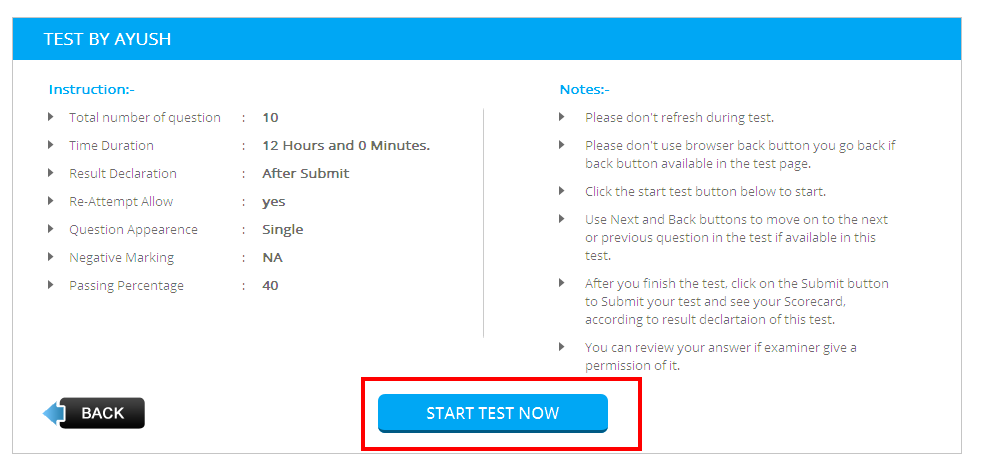 TEST BY AYUSH
Instruction:-
Total number of question : 10
Time Duration : 12 Hours and 0 Minutes.
Result Declaration : After Submit
Re-Attempt Allow : yes
Question Appearence : Single
Negative Marking : NA
Passing Percentage : 40
Notes:-
Please don't refresh during test.
Please don't use browser back button you go back if
back button available in the test page.
Click the start test button below to start.
Use Next and Back buttons to move on to the next
or previous question in the test if available in this
test.
After you finish the test, click on the Submit button
to Submit your test and see your Scorecard,
according to result declartaion of this test.
You can review your answer if examiner give a
permission of it.
BACK
START TEST NOW